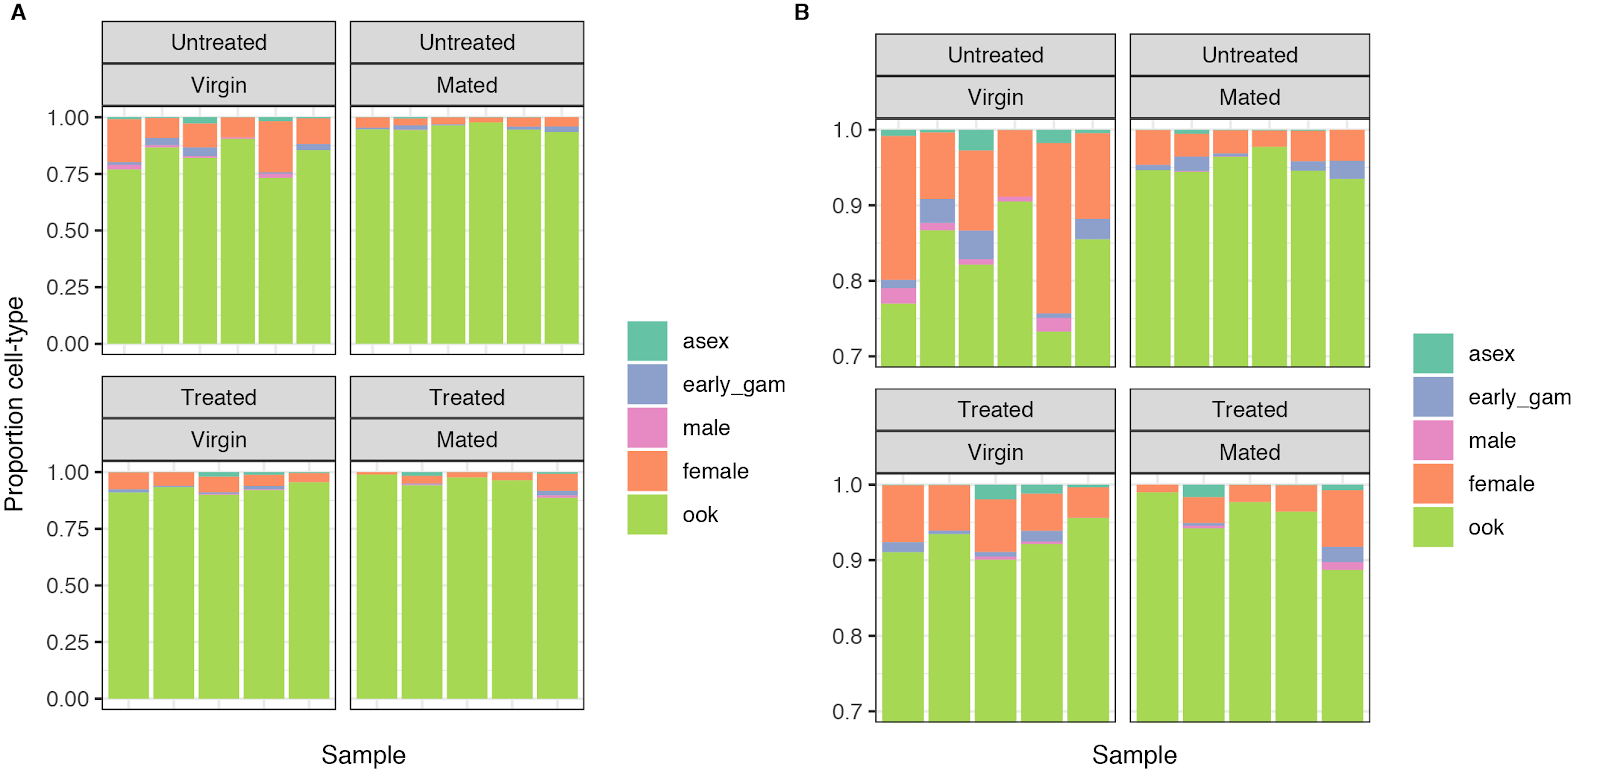 A
Untreated
Untreated
Virgin
Mated
1.00
0.75
0.50
0.25
0.00
Treated
Treated
Virgin
Mated
1.00
0.75
0.50
0.25
0.00
Proportion cell-type
Sample
asex
early_gam
male
female
ook
B
Untreated
Untreated
Virgin
Mated
1.0
0.9
0.8
0.7
Treated
Treated
Virgin
Mated
1.0
0.9
0.8
0.7
Sample
asex
early_gam
male
female
ook